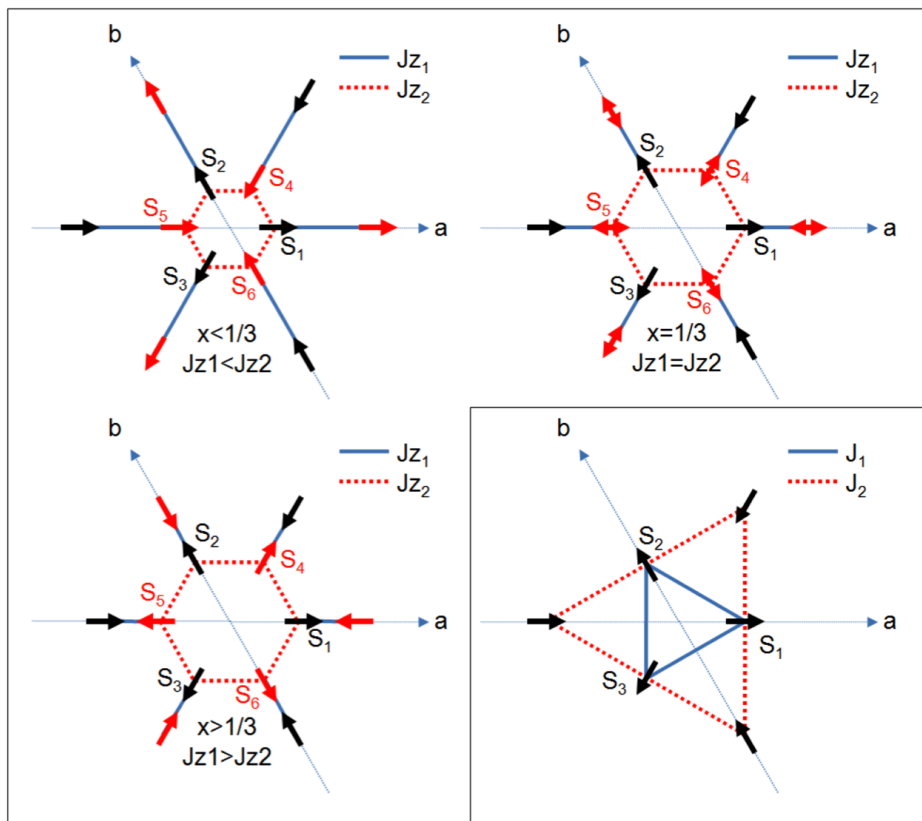 b
Jz₁
Jz₂
S₂
S₄
S₅
a
S₁
S₃
S₆
x<1/3
Jz1<Jz2
b
Jz₁
Jz₂
S₂
S₄
S₅
a
S₁
S₃
S₆
x=1/3
Jz1=Jz2
b
Jz₁
Jz₂
S₂
S₄
S₅
a
S₁
S₃
S₆
x>1/3
Jz1>Jz2
b
J₁
J₂
S₂
a
S₁
S₃